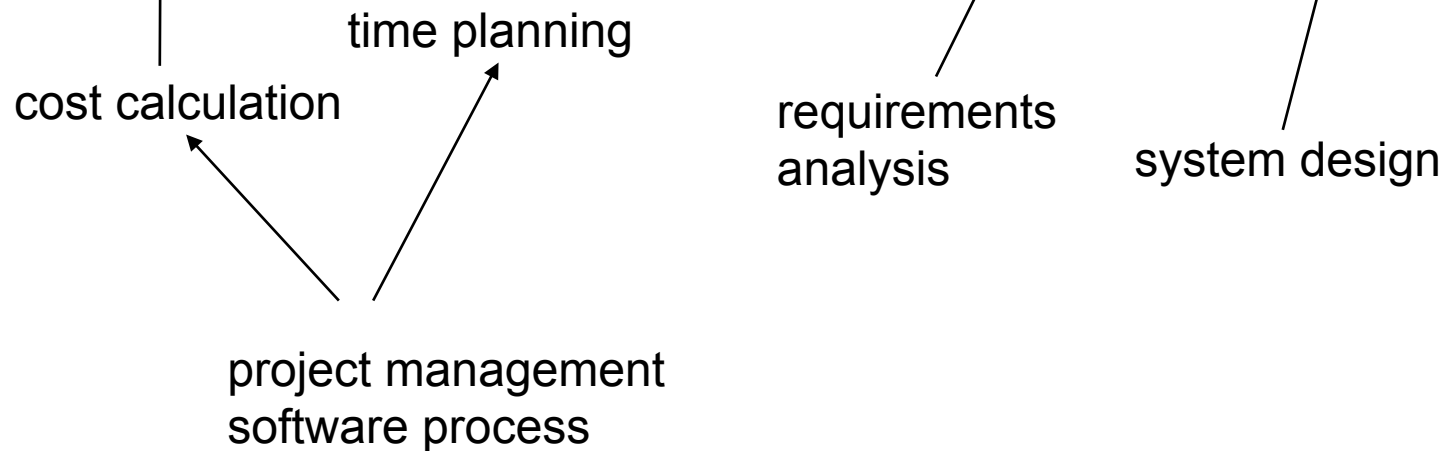 time planning
cost calculation
requirements
analysis
system design
project management
software process